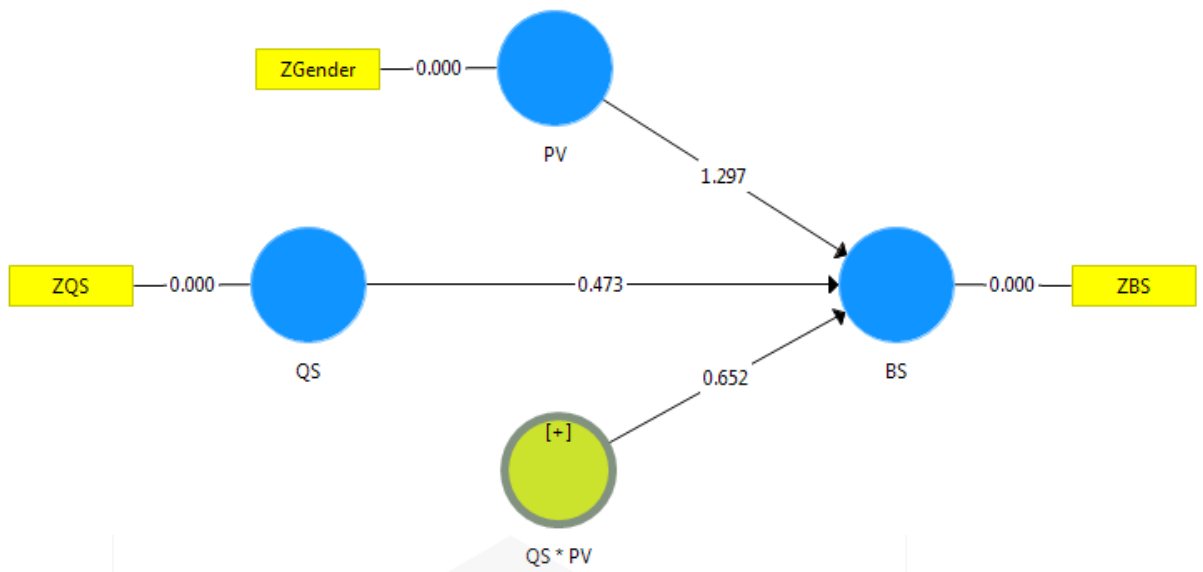 ZGender
0.000
PV
1.297
ZQS
0.000
QS
0.473
BS
0.000
ZBS
0.652
[+]
QS * PV